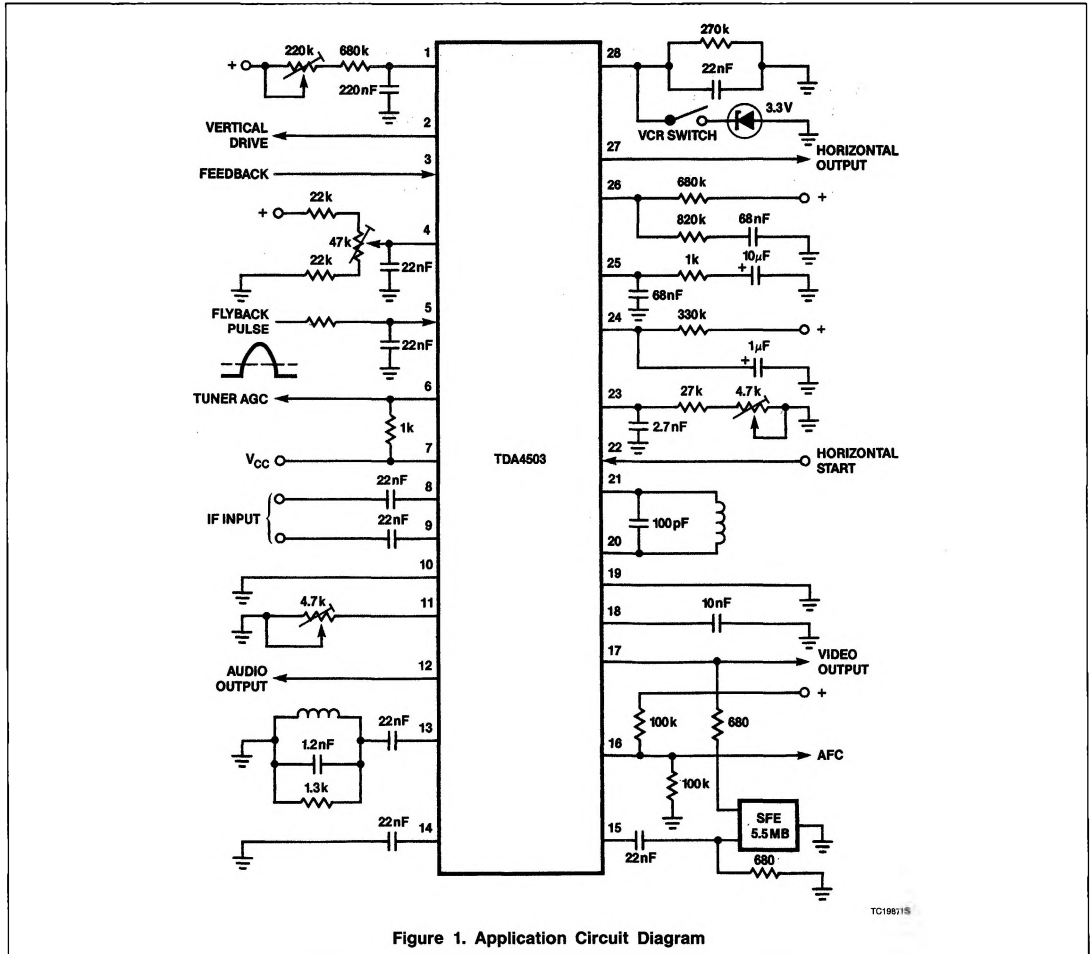 220k
680k
1
220nF
VERTICAL
DRIVE
2
FEEDBACK
3
22k
47k
4
22k
22nF
FLYBACK
PULSE
5
22nF
TUNER AGC
6
1k
VCC
7
22nF
8
IF INPUT
22nF
9
10
4.7k
11
AUDIO
OUTPUT
12
22nF
13
1.2nF
1.3k
22nF
14
TDA4503
28
270k
22nF
3.3V
VCR SWITCH
27
HORIZONTAL
OUTPUT
26
680k
+
820k
68nF
25
1k
+
10μF
68nF
24
330k
+
+
1μF
23
27k
4.7k
2.7nF
22
HORIZONTAL
START
21
100pF
20
19
18
10nF
17
VIDEO
OUTPUT
+
100k
680
16
AFC
100k
15
22nF
SFE
5.5MB
680
+
+
TC19871S
Figure 1. Application Circuit Diagram